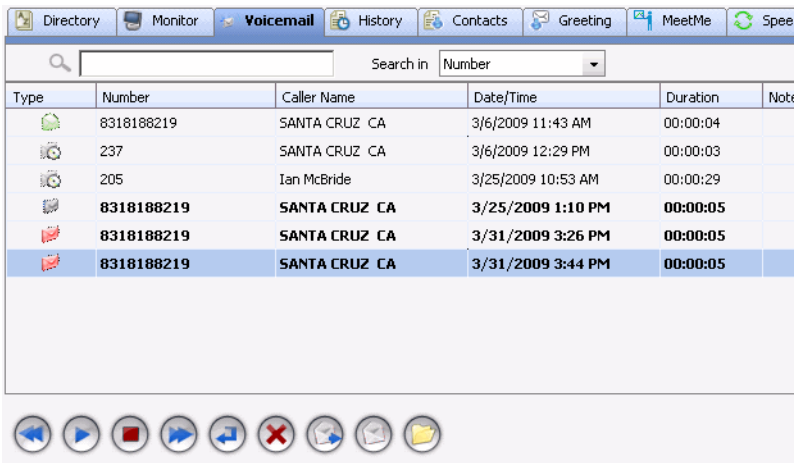 Directory Monitor Voicemail History Contacts Greeting MeetMe Spee
Search in Number
Type Number Caller Name Date/Time Duration Note
8318188219 SANTA CRUZ CA 3/6/2009 11:43 AM 00:00:04
237 SANTA CRUZ CA 3/6/2009 12:29 PM 00:00:03
205 Ian McBride 3/25/2009 10:53 AM 00:00:29
8318188219 SANTA CRUZ CA 3/25/2009 1:10 PM 00:00:05
8318188219 SANTA CRUZ CA 3/31/2009 3:26 PM 00:00:05
8318188219 SANTA CRUZ CA 3/31/2009 3:44 PM 00:00:05